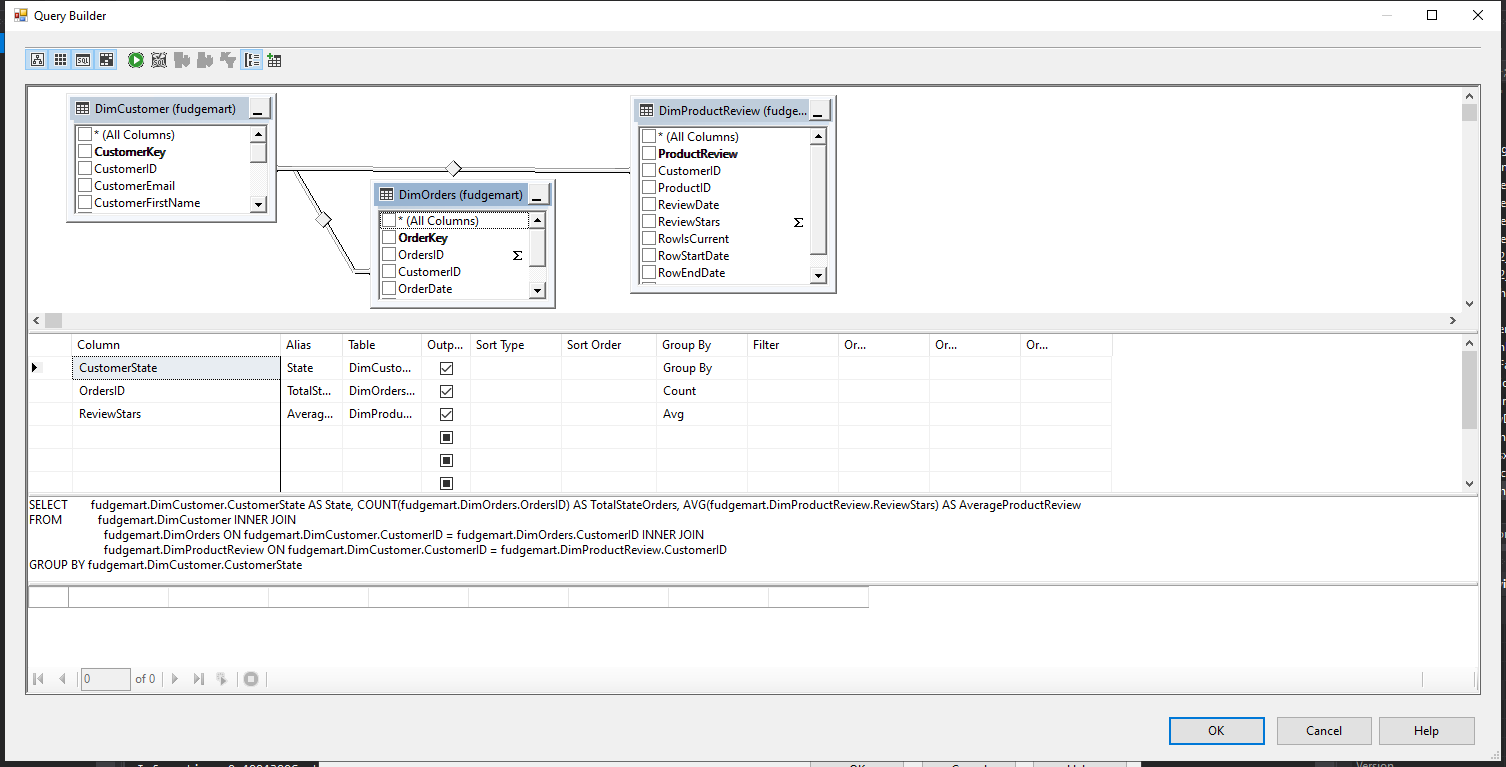 Query Builder
DimCustomer (fudgemart)
* (All Columns)
CustomerKey
CustomerID
CustomerEmail
CustomerFirstName
DimOrders (fudgemart)
* (All Columns)
OrderKey
OrdersID
CustomerID
OrderDate
DimProductReview (fudge...
* (All Columns)
ProductReview
CustomerID
ProductID
ReviewDate
ReviewStars
RowIsCurrent
RowStartDate
RowEndDate
Column Alias Table Outp... Sort Type Sort Order Group By Filter Or... Or... Or...
CustomerState State DimCusto... Group By
OrdersID TotalSt... DimOrders... Count
ReviewStars Averag... DimProdu... Avg
SELECT fudgemart.DimCustomer.CustomerState AS State, COUNT(fudgemart.DimOrders.OrdersID) AS TotalStateOrders, AVG(fudgemart.DimProductReview.ReviewStars) AS AverageProductReview
FROM fudgemart.DimCustomer INNER JOIN
fudgemart.DimOrders ON fudgemart.DimCustomer.CustomerID = fudgemart.DimOrders.CustomerID INNER JOIN
fudgemart.DimProductReview ON fudgemart.DimCustomer.CustomerID = fudgemart.DimProductReview.CustomerID
GROUP BY fudgemart.DimCustomer.CustomerState
0 of 0
OK Cancel Help